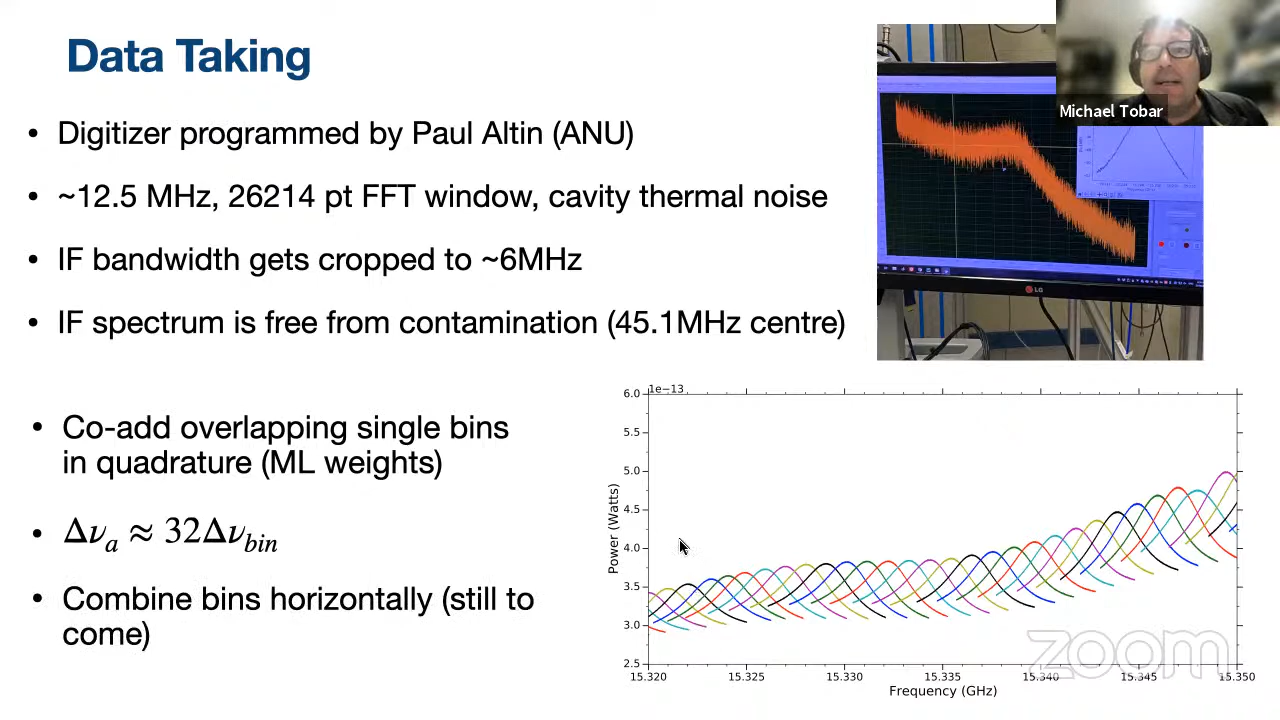 Data Taking
Michael Tobar
• Digitizer programmed by Paul Altin (ANU)
• ~12.5 MHz, 26214 pt FFT window, cavity thermal noise
• IF bandwidth gets cropped to ~6MHz
• IF spectrum is free from contamination (45.1MHz centre)
LG
• Co-add overlapping single bins
in quadrature (ML weights)
• Δν_a ≈ 32Δν_bin
• Combine bins horizontally (still to
come)
1e−13
6.0
5.5
5.0
4.5
4.0
3.5
3.0
2.5
Power (Watts)
15.320 15.325 15.330 15.335 15.340 15.345 15.350
Frequency (GHz)
zoom